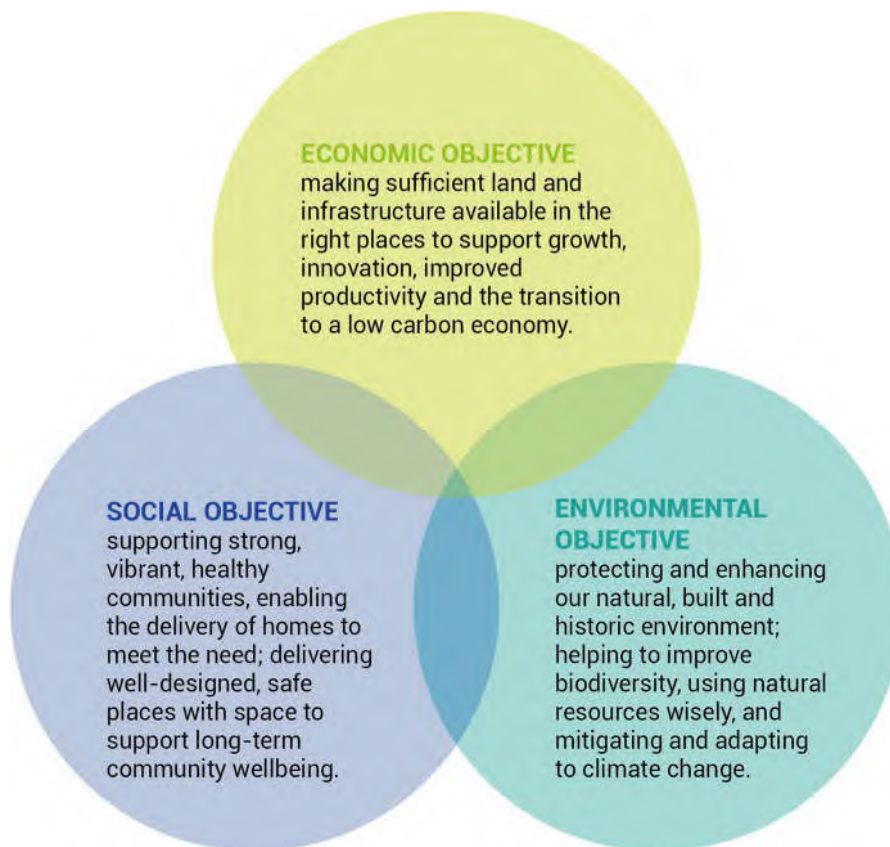 ECONOMIC OBJECTIVE
making sufficient land and
infrastructure available in the
right places to support growth,
innovation, improved
productivity and the transition
to a low carbon economy.
SOCIAL OBJECTIVE
supporting strong,
vibrant, healthy
communities, enabling
the delivery of homes to
meet the need; delivering
well-designed, safe
places with space to
support long-term
community wellbeing.
ENVIRONMENTAL
OBJECTIVE
protecting and enhancing
our natural, built and
historic environment;
helping to improve
biodiversity, using natural
resources wisely, and
mitigating and adapting
to climate change.